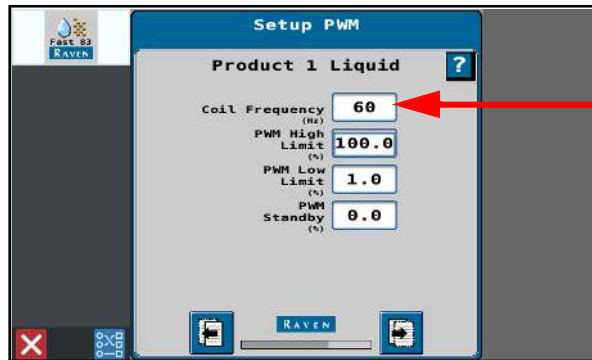 Setup PWM
Fast 83
RAVEN
Product 1 Liquid
?
Coil Frequency
(Hz)
60
PWM High
Limit
(%)
100.0
PWM Low
Limit
(%)
1.0
PWM
Standby
(%)
0.0
RAVEN